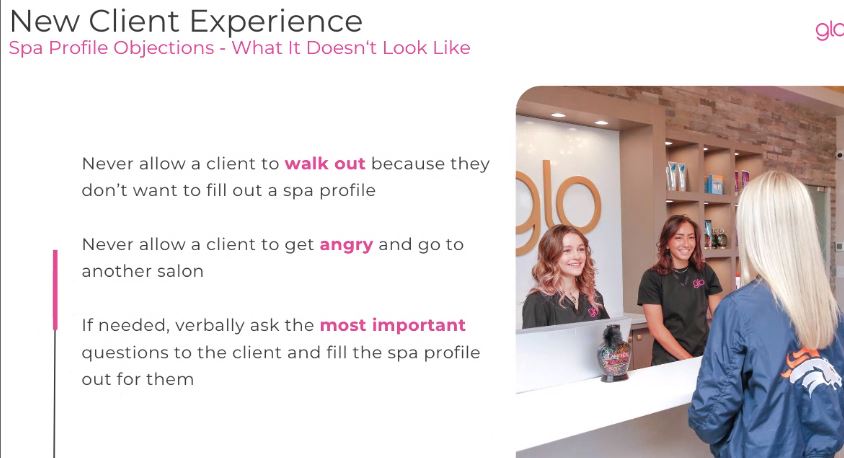 New Client Experience
Spa Profile Objections - What It Doesn't Look Like
glo
Never allow a client to walk out because they
don't want to fill out a spa profile
Never allow a client to get angry and go to
another salon
If needed, verbally ask the most important
questions to the client and fill the spa profile
out for them
glo
glo